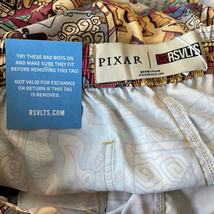 TRY THESE BAD BOYS ON
AND MAKE SURE THEY FIT
BEFORE REMOVING THIS TAG!
NOT VALID FOR EXCHANGE
OR RETURN IF THIS TAG
IS REMOVED.
RSVLTS.COM
PIXAR
RSVLTS